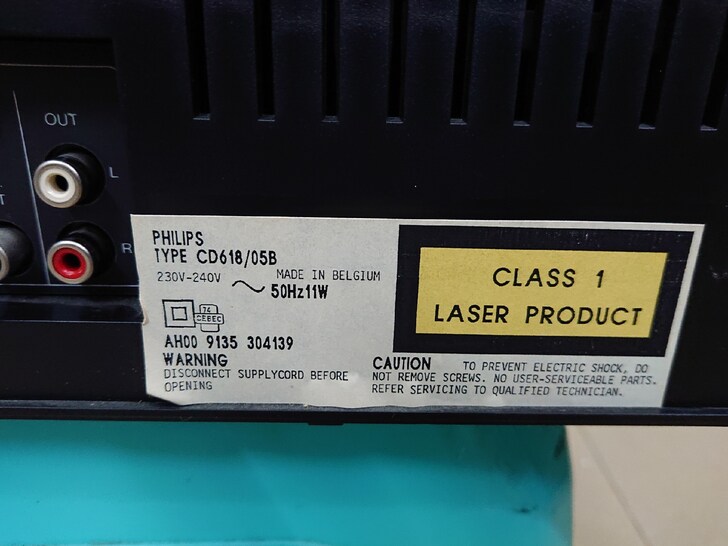 OUT
L
T
R
PHILIPS
TYPE CD618/05B
230V-240V ~ MADE IN BELGIUM
50Hz11W
74
CEBEC
AH00 9135 304139
WARNING
DISCONNECT SUPPLYCORD BEFORE
OPENING
CLASS 1
LASER PRODUCT
CAUTION TO PREVENT ELECTRIC SHOCK, DO
NOT REMOVE SCREWS. NO USER-SERVICEABLE PARTS.
REFER SERVICING TO QUALIFIED TECHNICIAN.